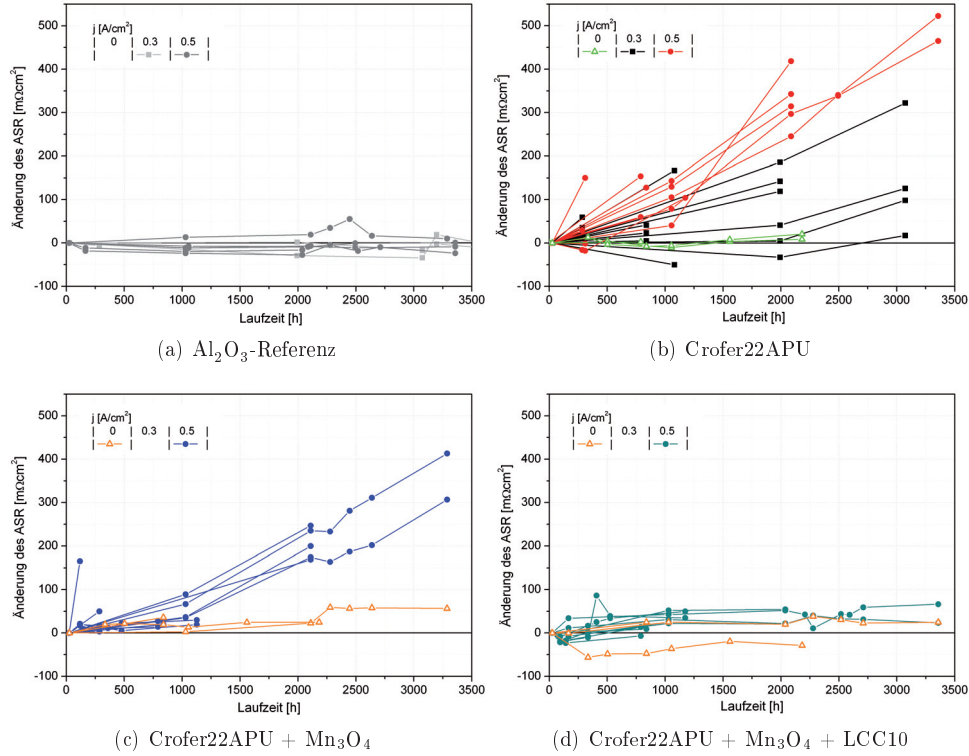 j [A/cm²]
| 0 | 0.3 | 0.5 |
Änderung des ASR [mΩcm²]
500
400
300
200
100
0
-100
0 500 1000 1500 2000 2500 3000 3500
Laufzeit [h]
(a) Al₂O₃-Referenz
j [A/cm²]
| 0 | 0.3 | 0.5 |
Änderung des ASR [mΩcm²]
500
400
300
200
100
0
-100
0 500 1000 1500 2000 2500 3000 3500
Laufzeit [h]
(b) Crofer22APU
j [A/cm²]
| 0 | 0.3 | 0.5 |
Änderung des ASR [mΩcm²]
500
400
300
200
100
0
-100
0 500 1000 1500 2000 2500 3000 3500
Laufzeit [h]
(c) Crofer22APU + Mn₃O₄
j [A/cm²]
| 0 | 0.3 | 0.5 |
Änderung des ASR [mΩcm²]
500
400
300
200
100
0
-100
0 500 1000 1500 2000 2500 3000 3500
Laufzeit [h]
(d) Crofer22APU + Mn₃O₄ + LCC10